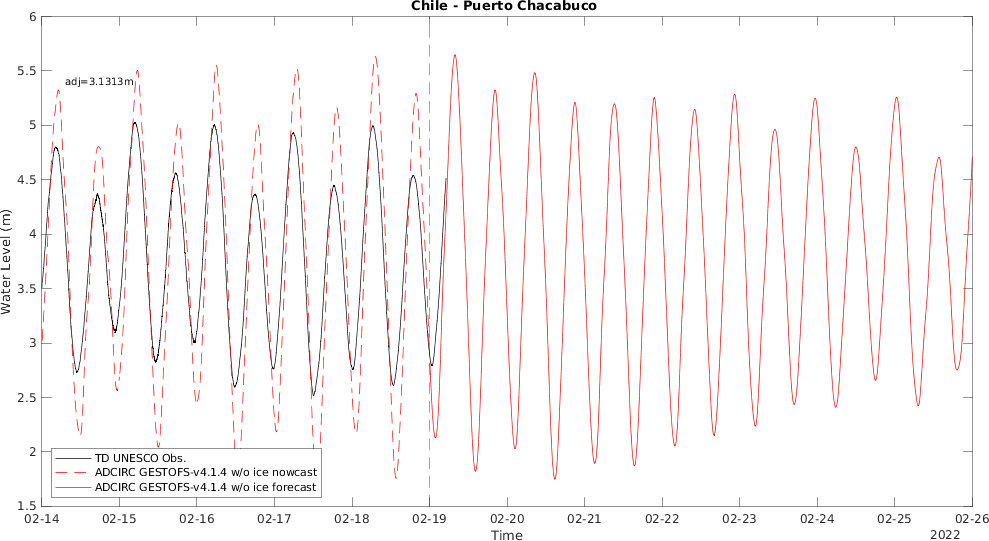 Chile - Puerto Chacabuco
adj=3.1313m
Water Level (m)
6
5.5
5
4.5
4
3.5
3
2.5
2
1.5
TD UNESCO Obs.
ADCIRC GESTOFS-v4.1.4 w/o ice nowcast
ADCIRC GESTOFS-v4.1.4 w/o ice forecast
02-14 02-15 02-16 02-17 02-18 02-19 02-20 02-21 02-22 02-23 02-24 02-25 02-26
Time
2022